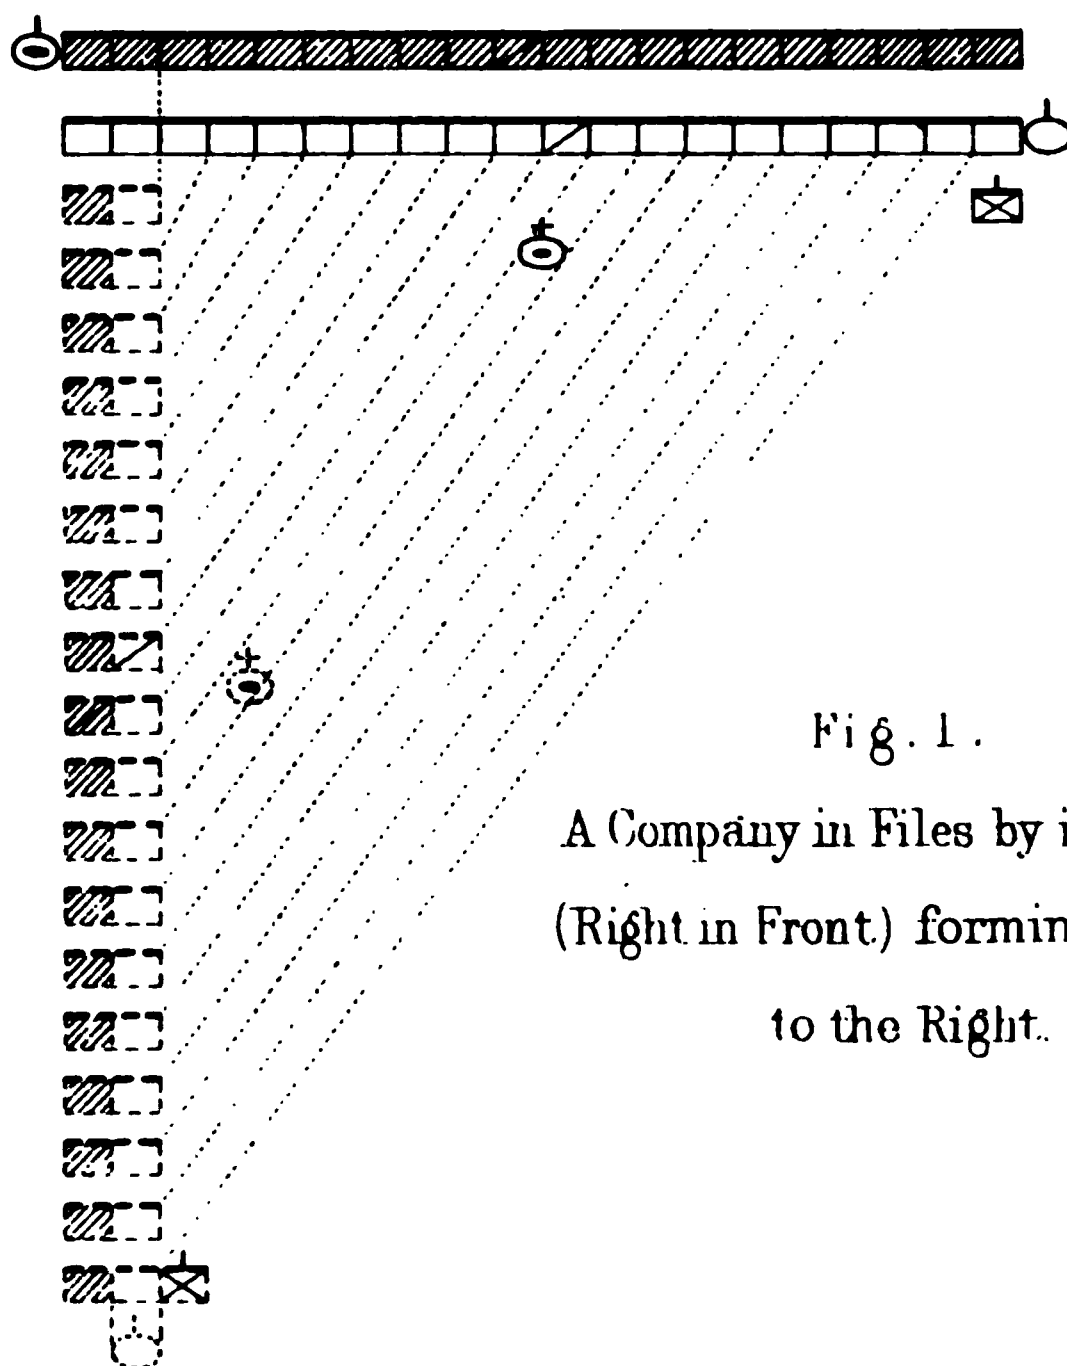 Fig. 1.
A Company in Files by
(Right in Front.) formin
to the Right.